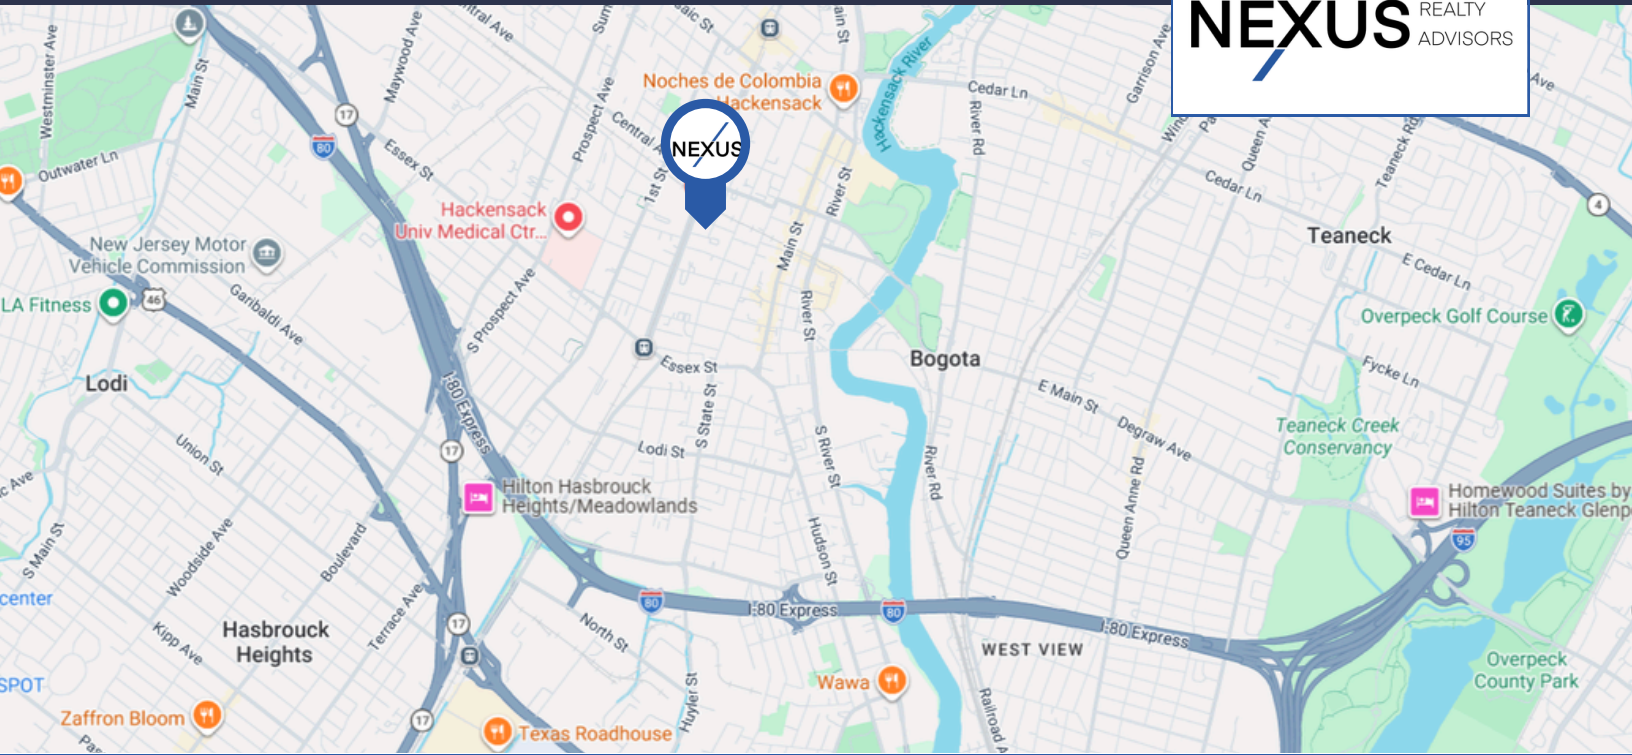 NEXUS REALTY
ADVISORS
Westminster Ave
Main St
Maywood Ave
17
80
Outwater Ln
Essex St
Prospect Ave
Central
Noches de Colombia
Hackensack
Hackensack River
Cedar Ln
River Rd
Garrison Ave
Teaneck Rd
Ave
4
NEXUS
1st St
River St
Main St
Cedar Ln
Hackensack
Univ Medical Ctr...
New Jersey Motor
Vehicle Commission
LA Fitness
46
Garibaldi Ave
S Prospect Ave
River St
Teaneck
E Cedar Ln
Overpeck Golf Course
Bogota
Essex St
Fycke Ln
E Main St
Degraw Ave
Lodi
I-80 Express
S State St
Lodi St
S River St
River Rd
Queen Anne Rd
Teaneck Creek
Conservancy
Union St
17
Hilton Hasbrouck
Heights/Meadowlands
Homewood Suites by
Hilton Teaneck Glenp
95
S Main St
Woodside Ave
Boulevard
Hudson St
center
Terrace Ave
80
I-80 Express
80
I-80 Express
17
Hasbrouck
Heights
Kipp Ave
North St
WEST VIEW
Overpeck
County Park
SPOT
Wawa
Zaffron Bloom
17
Texas Roadhouse
Huyler St
Railroad A